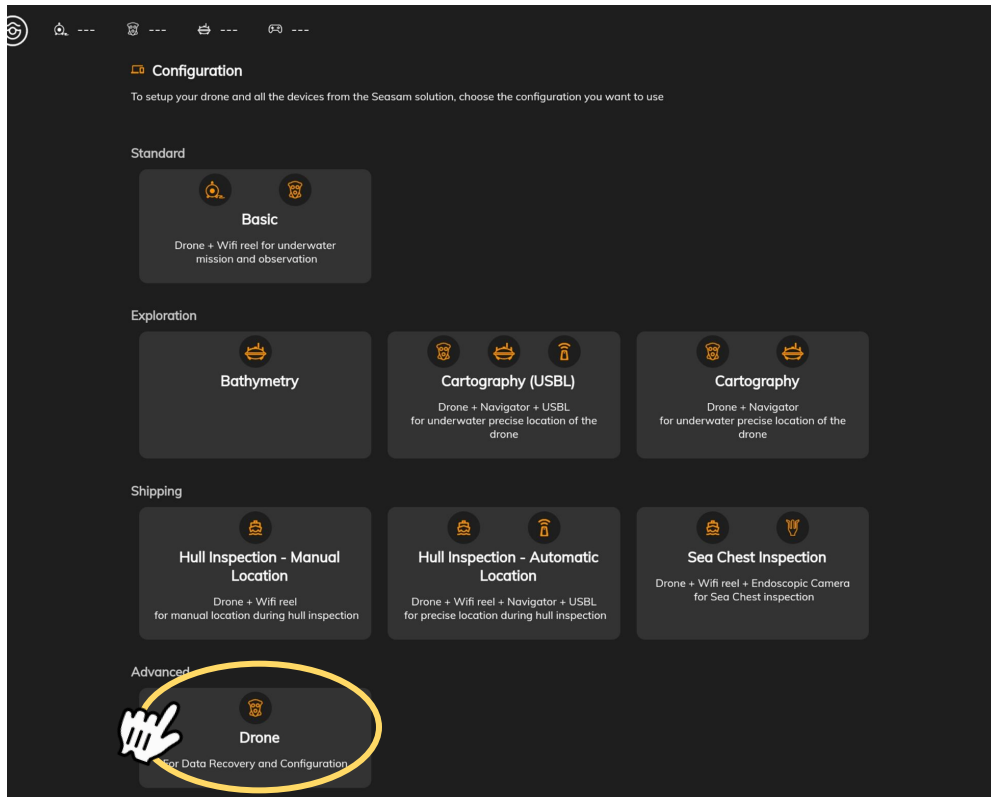 --- --- --- ---
Configuration
To setup your drone and all the devices from the Seasam solution, choose the configuration you want to use
Standard
Basic
Drone + Wifi reel for underwater
mission and observation
Exploration
Bathymetry
Cartography (USBL)
Drone + Navigator + USBL
for underwater precise location of the
drone
Cartography
Drone + Navigator
for underwater precise location of the
drone
Shipping
Hull Inspection - Manual
Location
Drone + Wifi reel
for manual location during hull inspection
Hull Inspection - Automatic
Location
Drone + Wifi reel + Navigator + USBL
for precise location during hull inspection
Sea Chest Inspection
Drone + Wifi reel + Endoscopic Camera
for Sea Chest inspection
Advanced
Drone
For Data Recovery and Configuration